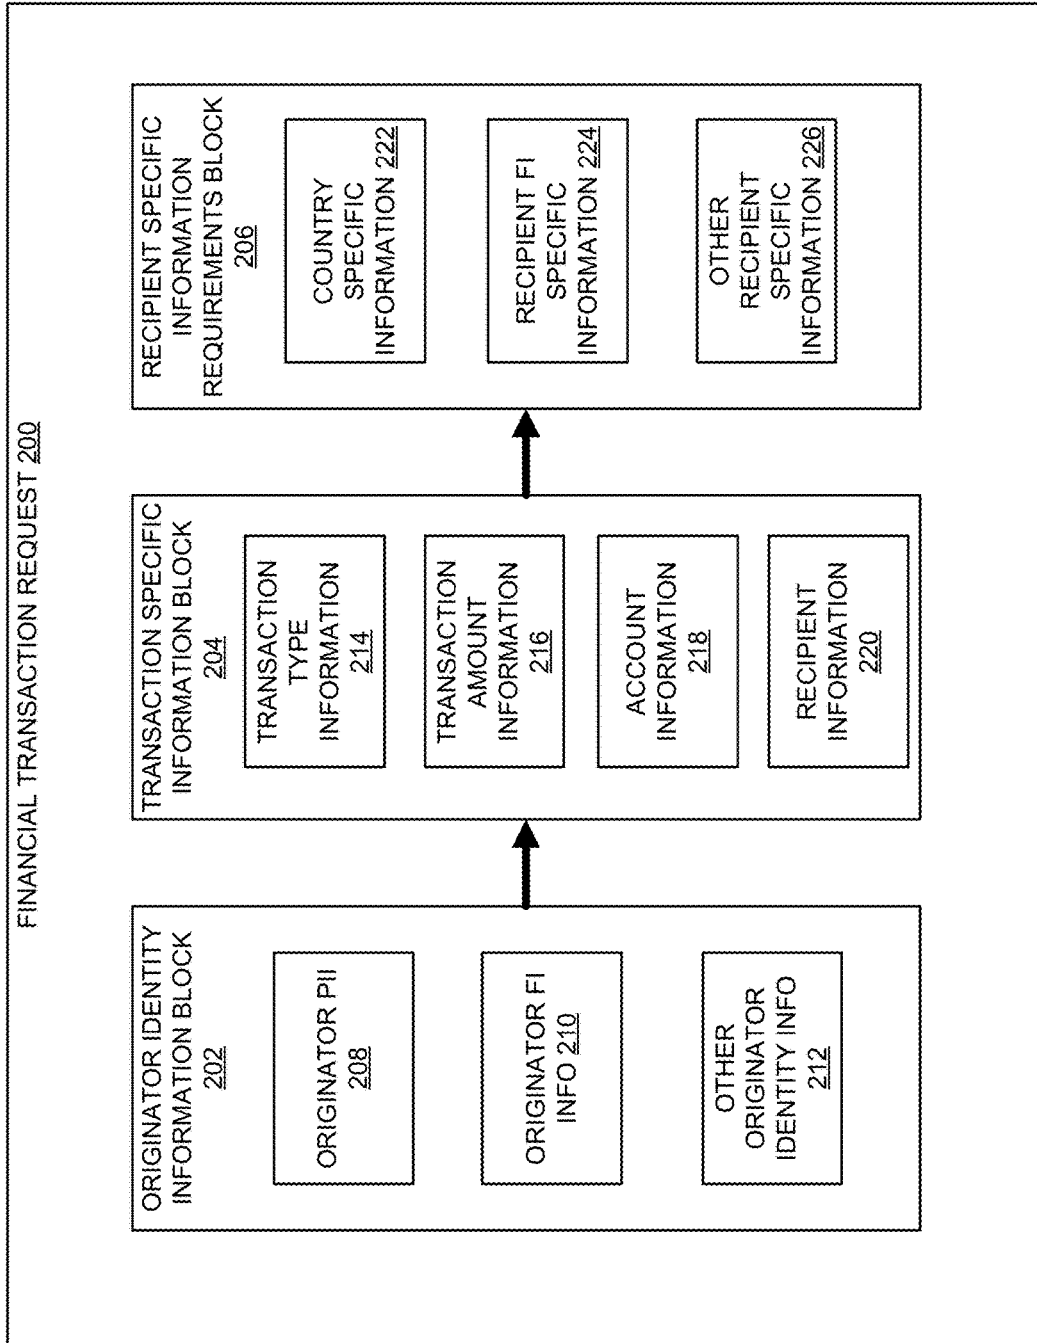 FINANCIAL TRANSACTION REQUEST 200
ORIGINATOR IDENTITY
INFORMATION BLOCK
202
ORIGINATOR PII
208
ORIGINATOR FI
INFO 210
OTHER
ORIGINATOR
IDENTITY INFO
212
TRANSACTION SPECIFIC
INFORMATION BLOCK
204
TRANSACTION
TYPE
INFORMATION
214
TRANSACTION
AMOUNT
INFORMATION
216
ACCOUNT
INFORMATION
218
RECIPIENT
INFORMATION
220
RECIPIENT SPECIFIC
INFORMATION
REQUIREMENTS BLOCK
206
COUNTRY
SPECIFIC
INFORMATION 222
RECIPIENT FI
SPECIFIC
INFORMATION 224
OTHER
RECIPIENT
SPECIFIC
INFORMATION 226